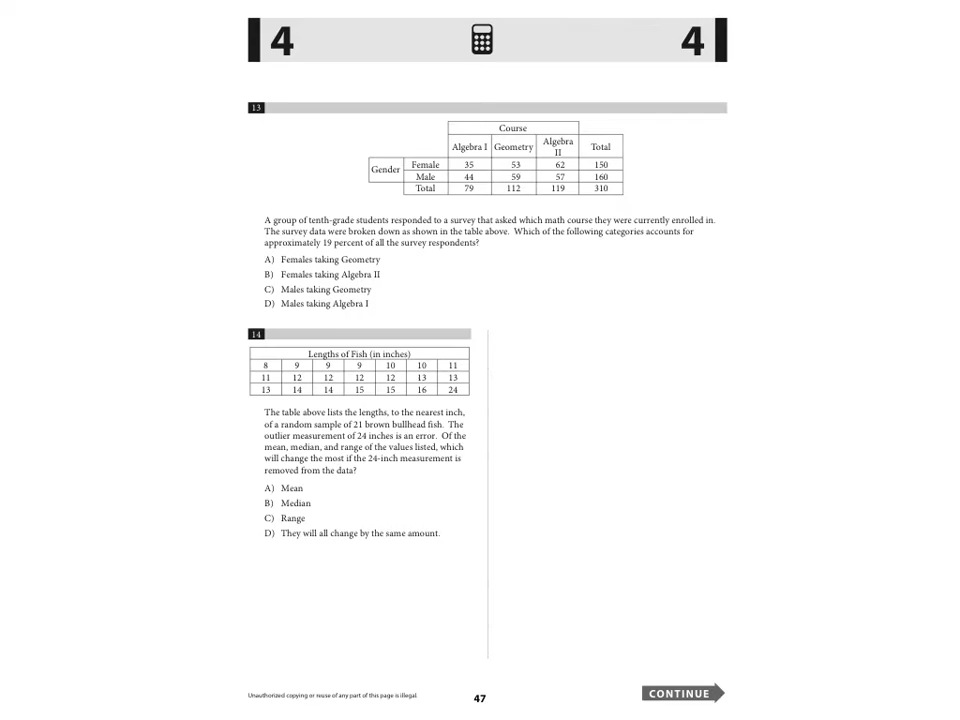 4 4
13
Course
Algebra I Geometry Algebra II Total
Gender Female 35 53 62 150
Male 44 59 57 160
Total 79 112 119 310
A group of tenth-grade students responded to a survey that asked which math course they were currently enrolled in.
The survey data were broken down as shown in the table above. Which of the following categories accounts for
approximately 19 percent of all the survey respondents?
A) Females taking Geometry
B) Females taking Algebra II
C) Males taking Geometry
D) Males taking Algebra I
14
Lengths of Fish (in inches)
8 9 9 9 10 10 11
11 12 12 12 12 13 13
13 14 14 15 15 16 24
The table above lists the lengths, to the nearest inch,
of a random sample of 21 brown bullhead fish. The
outlier measurement of 24 inches is an error. Of the
mean, median, and range of the values listed, which
will change the most if the 24-inch measurement is
removed from the data?
A) Mean
B) Median
C) Range
D) They will all change by the same amount.
Unauthorized copying or reuse of any part of this page is illegal.
47
CONTINUE